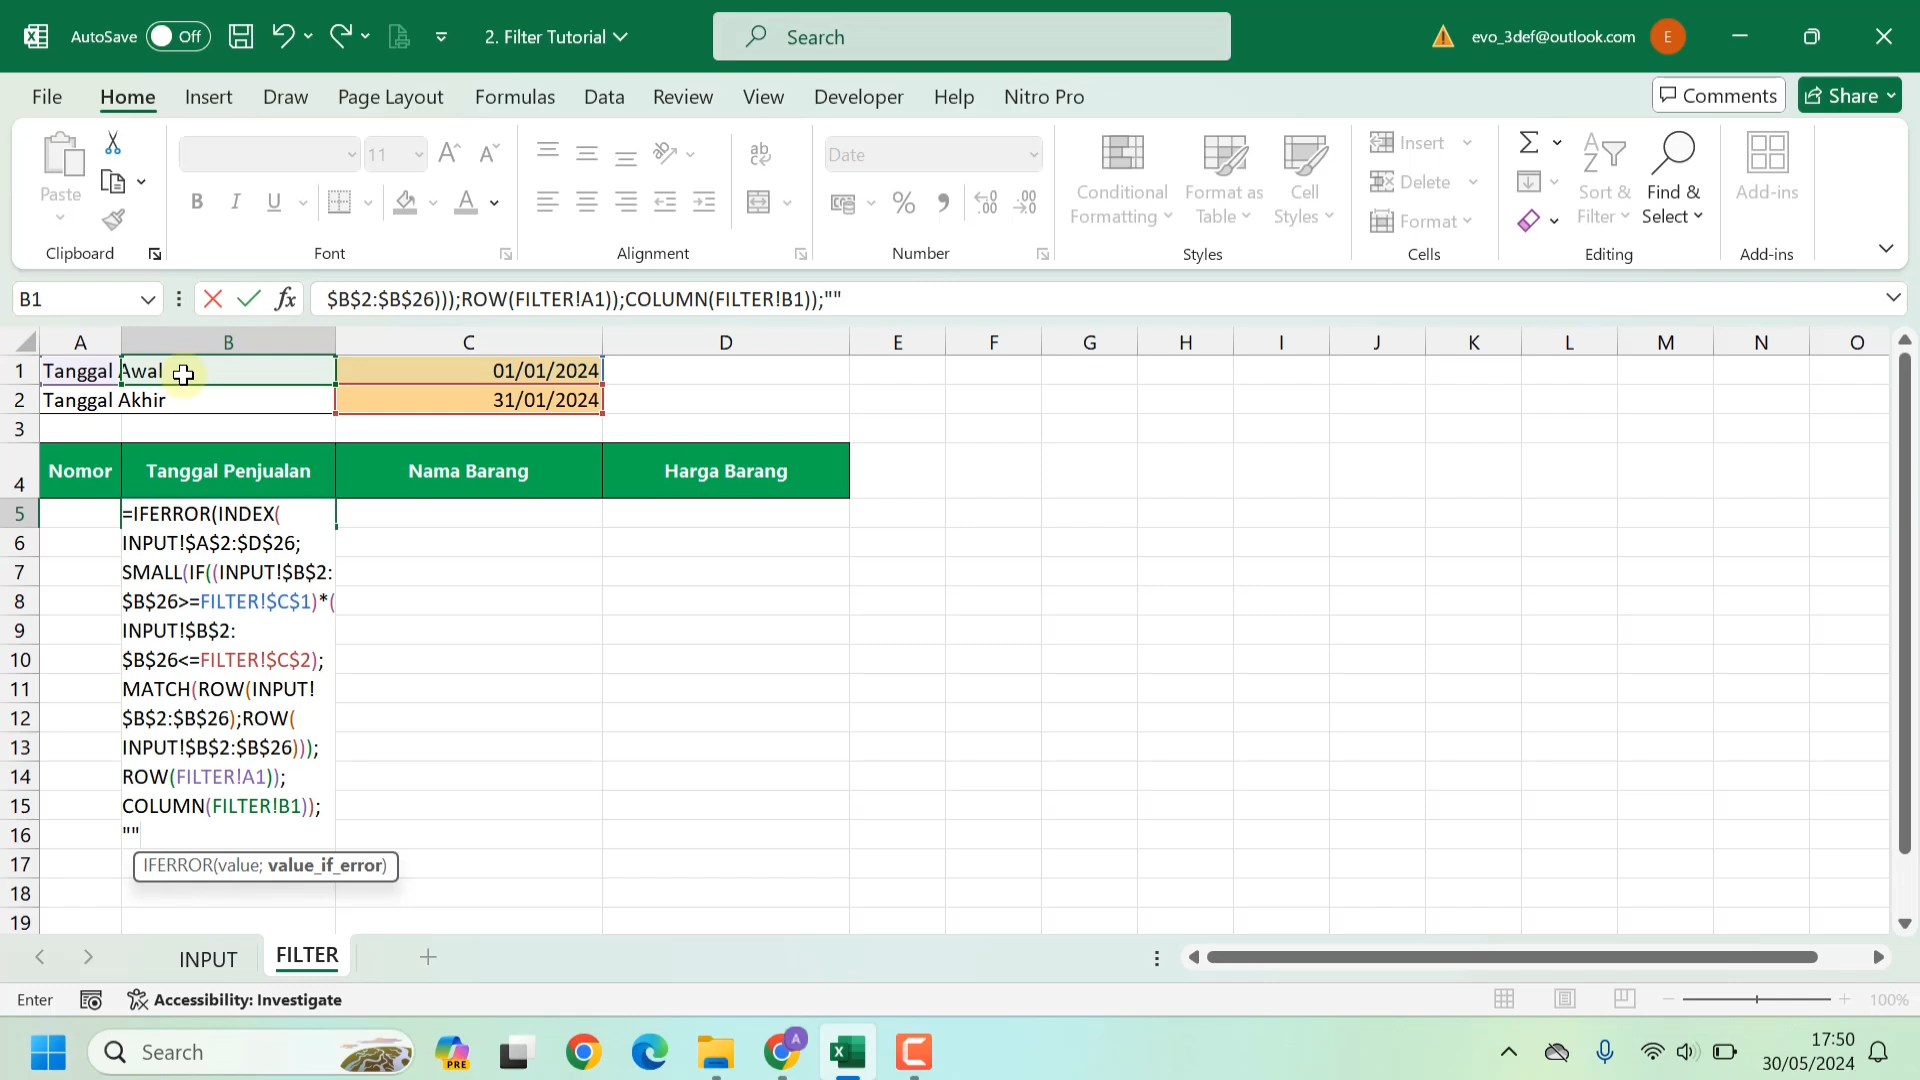 AutoSave Off 2. Filter Tutorial Search evo_3def@outlook.com E
File Home Insert Draw Page Layout Formulas Data Review View Developer Help Nitro Pro Comments Share
Paste 11 A A ab c Date Conditional Formatting Format as Table Cell Styles Insert Delete Format Sort & Filter Find & Select Add-ins
B I U A % 
Clipboard Font Alignment Number Styles Cells Editing Add-ins
B1 fx $B$2:$B$26)));ROW(FILTER!A1));COLUMN(FILTER!B1));""
A B C D E F G H I J K L M N O
1 Tanggal Awal 01/01/2024
2 Tanggal Akhir 31/01/2024
3
4 Nomor Tanggal Penjualan Nama Barang Harga Barang
5 =IFERROR(INDEX(
6 INPUT!$A$2:$D$26;
7 SMALL(IF((INPUT!$B$2:
8 $B$26>=FILTER!$C$1)*(
9 INPUT!$B$2:
10 $B$26<=FILTER!$C$2);
11 MATCH(ROW(INPUT!
12 $B$2:$B$26);ROW(
13 INPUT!$B$2:$B$26)));
14 ROW(FILTER!A1));
15 COLUMN(FILTER!B1));
16 ""
17 IFERROR(value; value_if_error)
18
19
INPUT FILTER
Enter Accessibility: Investigate 100%
Search PRE A 17:50
30/05/2024